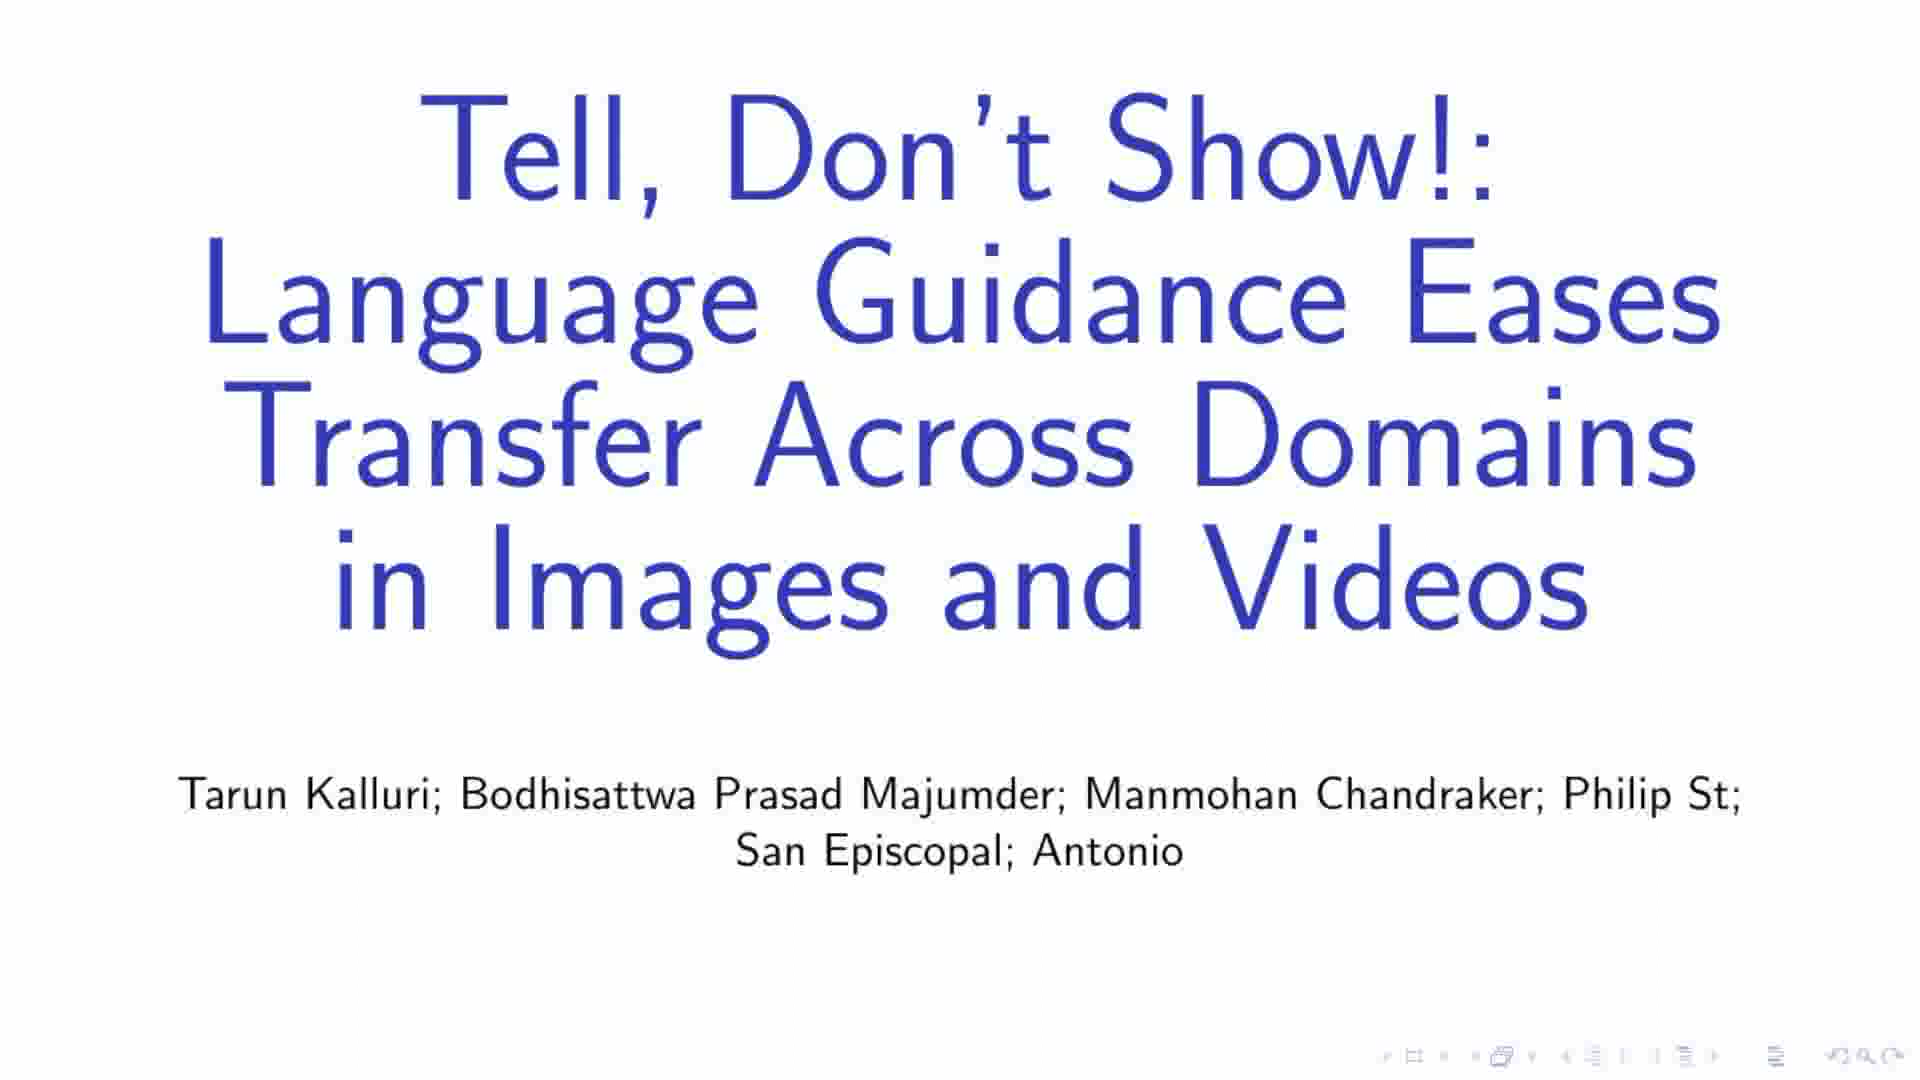 Tell, Don't Show!:
Language Guidance Eases
Transfer Across Domains
in Images and Videos
Tarun Kalluri; Bodhisattwa Prasad Majumder; Manmohan Chandraker; Philip St;
San Episcopal; Antonio